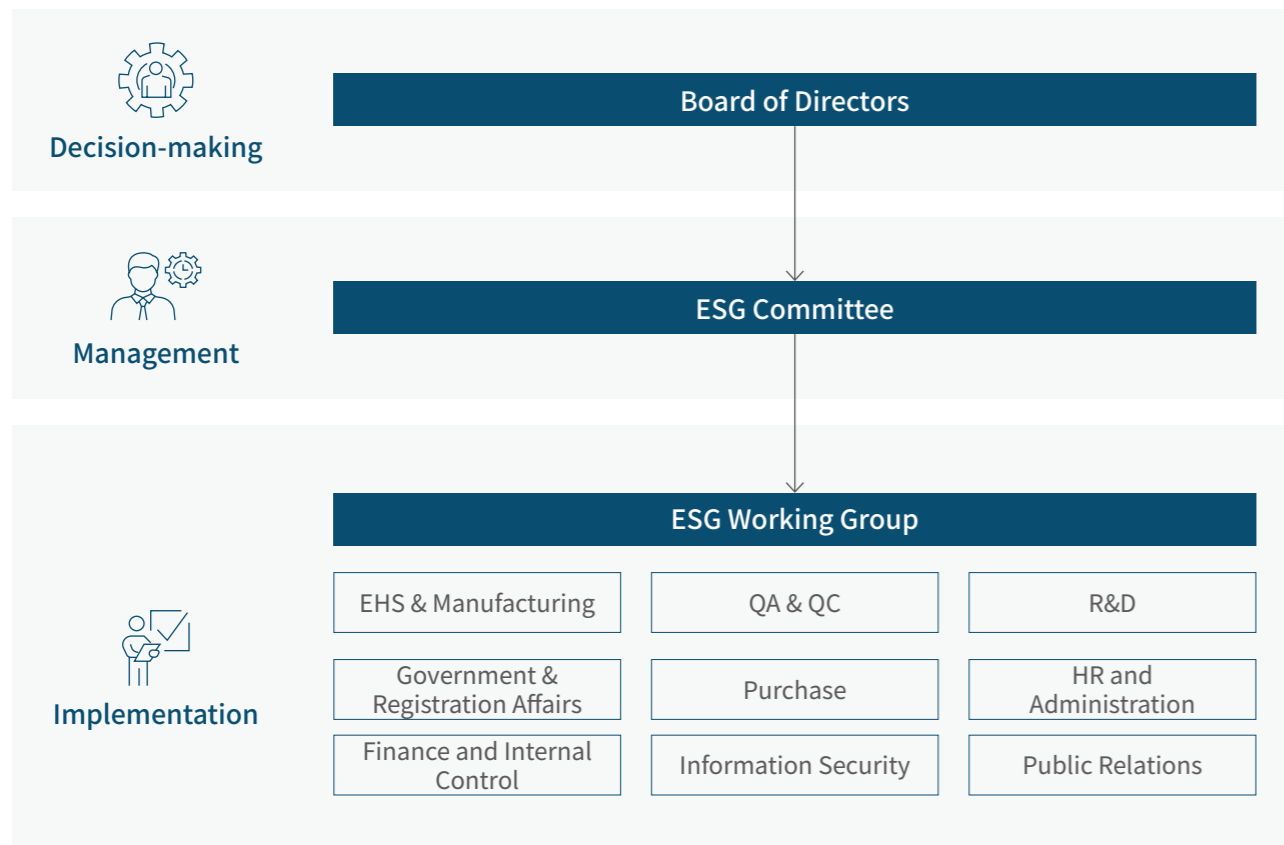 Decision-making
Board of Directors
Management
ESG Committee
Implementation
ESG Working Group
EHS & Manufacturing
QA & QC
R&D
Government &
Registration Affairs
Purchase
HR and
Administration
Finance and Internal
Control
Information Security
Public Relations